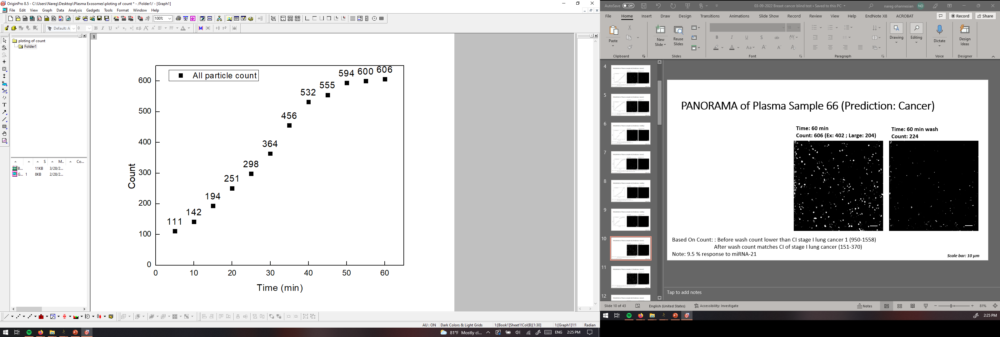 OriginPro 8.5 - C:\Users\Nareg\Desktop\Plasma Exosomes\ploting of count * - /Folder1/ - [Graph1]
File Edit View Graph Data Analysis Gadgets Tools Format Window Help
100%
Default: A 0 B I U
ploting of count
Folder1
S M.. Co...
B... 11KB 3/28/2...
G... 1 8KB 2/28/2...
1
All particle count
600
500
400
300
200
100
0
Count
111
142
194
251
298
364
456
532
555
594
600
606
0 10 20 30 40 50 60
Time (min)
AU : ON Dark Colors & Light Grids 1:[Book1]Sheet1!Col(B)[1:30] 1:[Graph1]1!1 Radian
81°F Mostly cl... ENG 2:25 PM
AutoSave Off 03-09-2022 Breast cancer blind test • Saved to this PC nareg ohannesian NO
File Home Insert Draw Design Transitions Animations Slide Show Record Review View Help EndNote X8 ACROBAT Record Share
Paste
New Slide
Reuse Slides
Drawing
Editing
Dictate
Design Ideas
Clipboard Slides Font Paragraph Voice Designer
4
5
6
7
8
9
10
11
12
PANORAMA of Plasma Sample 66 (Prediction: Cancer)
Time: 60 min
Count: 606 (Ex: 402 ; Large: 204)
Time: 60 min wash
Count: 224
Based On Count: : Before wash count lower than CI stage I lung cancer 1 (950-1558)
After wash count matches CI of stage I lung cancer (151-370)
Note: 9.5 % response to miRNA-21
Scale bar: 10 µm
Tap to add notes
Slide 10 of 43 English (United States) Accessibility: Investigate Notes 81%
2:25 PM